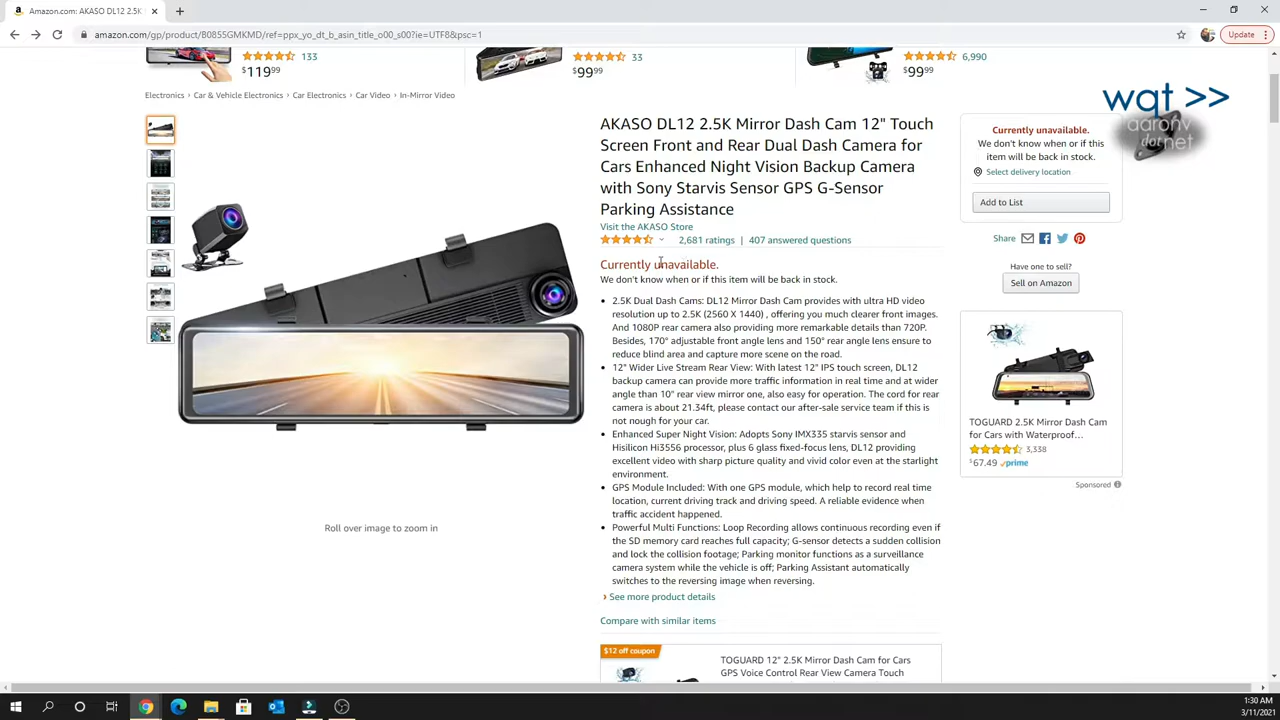 Amazon.com: AKASO DL12 2.5K
amazon.com/gp/product/B0855GMKMD/ref=ppx_yo_dt_b_asin_title_o00_s00?ie=UTF8&psc=1
Update
133
$119 99
33
$99 99
6,990
$99 99
Electronics › Car & Vehicle Electronics › Car Electronics › Car Video › In-Mirror Video
wqt >>
aaronv
dot.net
AKASO DL12 2.5K Mirror Dash Cam 12" Touch
Screen Front and Rear Dual Dash Camera for
Cars Enhanced Night Vision Backup Camera
with Sony Starvis Sensor GPS G-Sensor
Parking Assistance
Visit the AKASO Store
2,681 ratings | 407 answered questions
Currently unavailable.
We don't know when or if this item will be back in stock.
• 2.5K Dual Dash Cams: DL12 Mirror Dash Cam provides with ultra HD video
resolution up to 2.5K (2560 X 1440) , offering you much clearer front images.
And 1080P rear camera also providing more remarkable details than 720P.
Besides, 170° adjustable front angle lens and 150° rear angle lens ensure to
reduce blind area and capture more scene on the road.
• 12" Wider Live Stream Rear View: With latest 12" IPS touch screen, DL12
backup camera can provide more traffic information in real time and at wider
angle than 10" rear view mirror one, also easy for operation. The cord for rear
camera is about 21.34ft, please contact our after-sale service team if this is
not nough for your car.
• Enhanced Super Night Vision: Adopts Sony IMX335 starvis sensor and
Hisilicon Hi3556 processor, plus 6 glass fixed-focus lens, DL12 providing
excellent video with sharp picture quality and vivid color even at the starlight
environment.
• GPS Module Included: With one GPS module, which help to record real time
location, current driving track and driving speed. A reliable evidence when
traffic accident happened.
• Powerful Multi Functions: Loop Recording allows continuous recording even if
the SD memory card reaches full capacity; G-sensor detects a sudden collision
and lock the collision footage; Parking monitor functions as a surveillance
camera system while the vehicle is off; Parking Assistant automatically
switches to the reversing image when reversing.
› See more product details
Compare with similar items
$12 off coupon
TOGUARD 12" 2.5K Mirror Dash Cam for Cars
GPS Voice Control Rear View Camera Touch
Roll over image to zoom in
Currently unavailable.
We don't know when or if this
item will be back in stock.
Select delivery location
Add to List
Share
Have one to sell?
Sell on Amazon
TOGUARD 2.5K Mirror Dash Cam
for Cars with Waterproof…
3,338
$67.49 prime
Sponsored
1:30 AM
3/11/2021